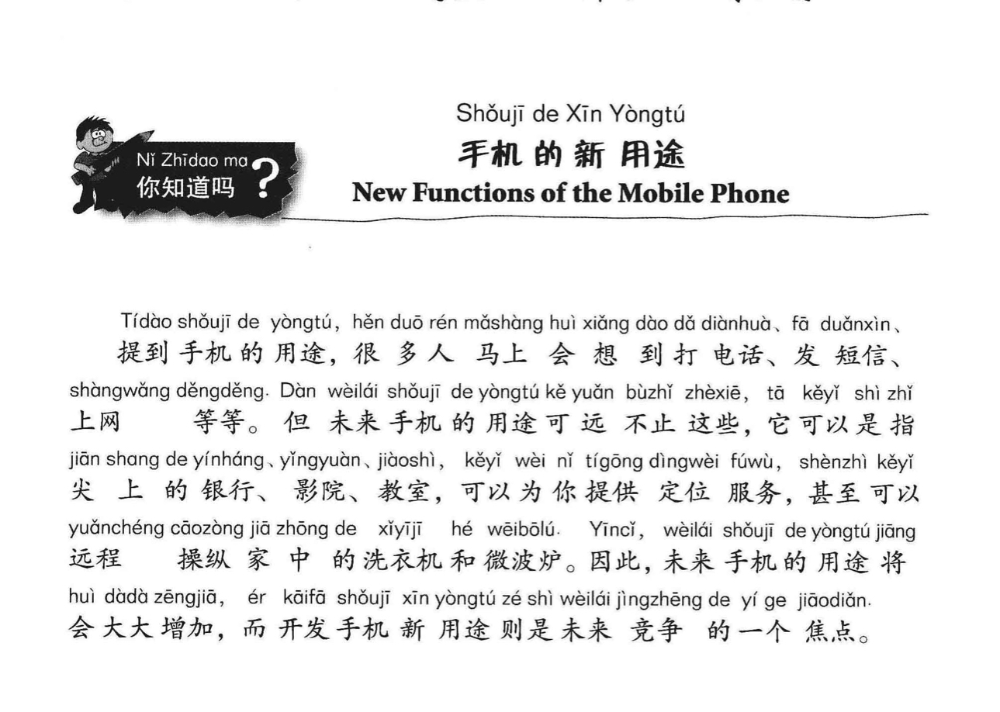 Shǒujī de Xīn Yòngtú
Nǐ Zhīdao ma
你知道吗?
手机的新用途
New Functions of the Mobile Phone
Tídào shǒujī de yòngtú, hěn duō rén mǎshàng huì xiǎng dào dǎ diànhuà、fā duǎnxìn、
提到手机的用途，很多人马上会想到打电话、发短信、
shàngwǎng děngděng. Dàn wèilái shǒujī de yòngtú kě yuǎn bùzhǐ zhèxiē, tā kěyǐ shì zhǐ
上网等等。但未来手机的用途可远不止这些，它可以是指
jiān shang de yínháng、yǐngyuàn、jiàoshì, kěyǐ wèi nǐ tígōng dìngwèi fúwù, shènzhì kěyǐ
尖上的银行、影院、教室，可以为你提供定位服务，甚至可以
yuǎnchéng cāozòng jiā zhōng de xǐyījī hé wēibōlú. Yīncǐ, wèilái shǒujī de yòngtú jiāng
远程操纵家中的洗衣机和微波炉。因此，未来手机的用途将
huì dàdà zēngjiā, ér kāifā shǒujī xīn yòngtú zé shì wèilái jìngzhēng de yí ge jiāodiǎn.
会大大增加，而开发手机新用途则是未来竞争的一个焦点。